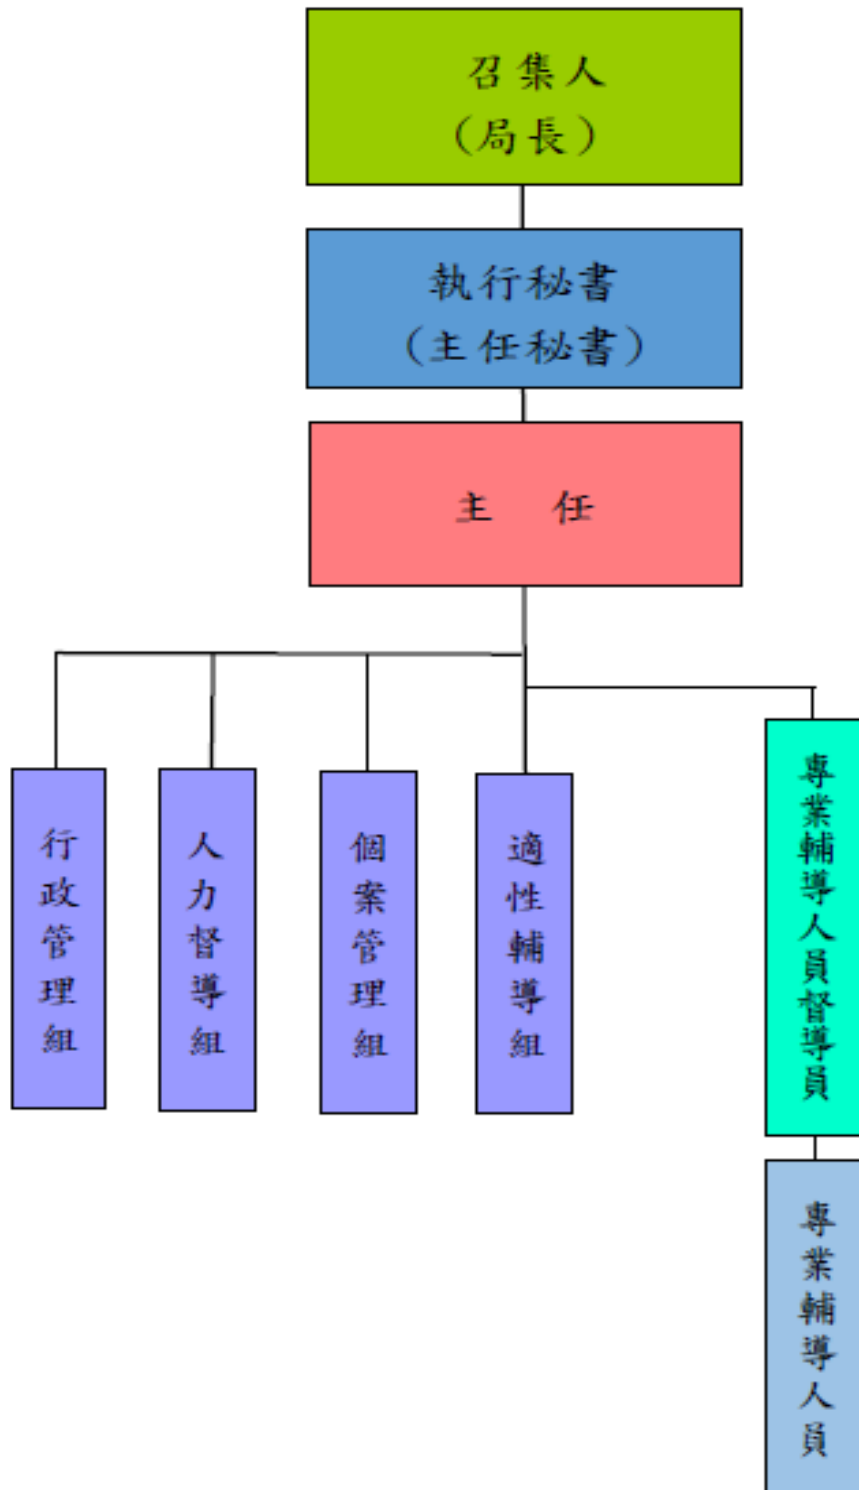 召集人
（局長）
執行秘書
（主任秘書）
主　任
行政管理組
人力督導組
個案管理組
適性輔導組
專業輔導人員督導員
專業輔導人員